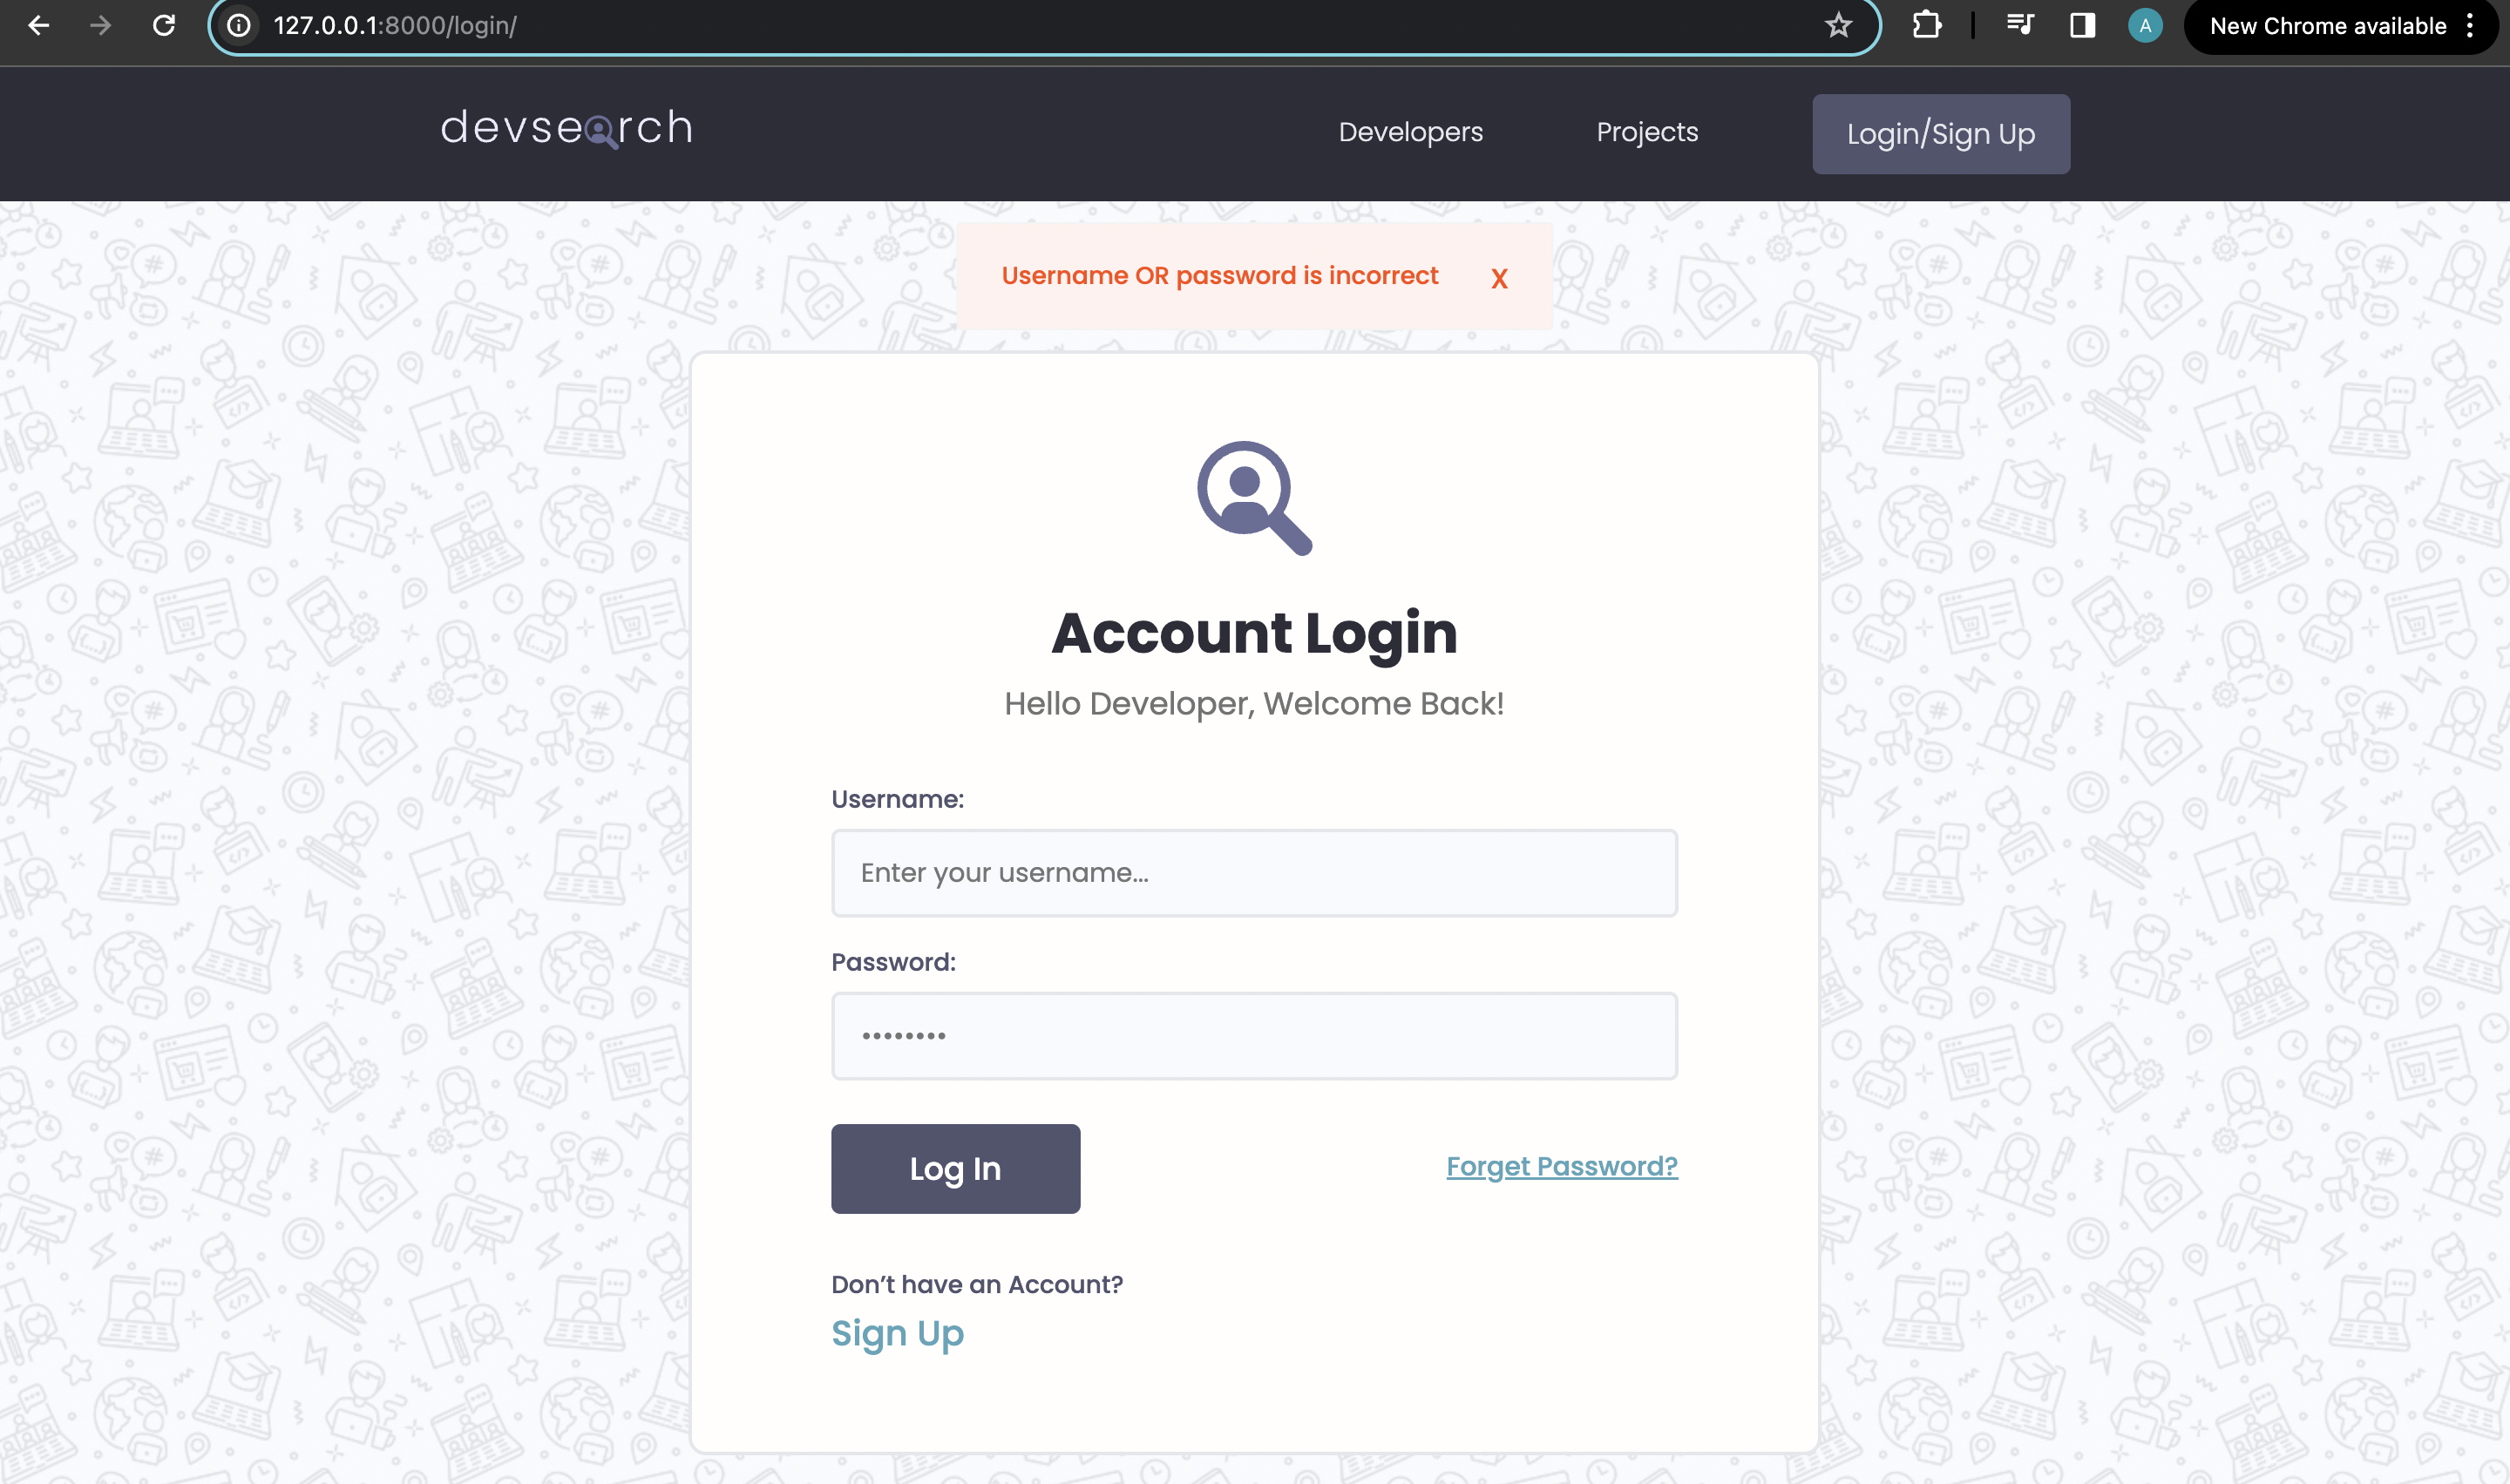 127.0.0.1:8000/login/
A
New Chrome available
devsearch
Developers
Projects
Login/Sign Up
Username OR password is incorrect
x
Account Login
Hello Developer, Welcome Back!
Username:
Enter your username...
Password:
••••••••
Log In
Forget Password?
Don’t have an Account?
Sign Up